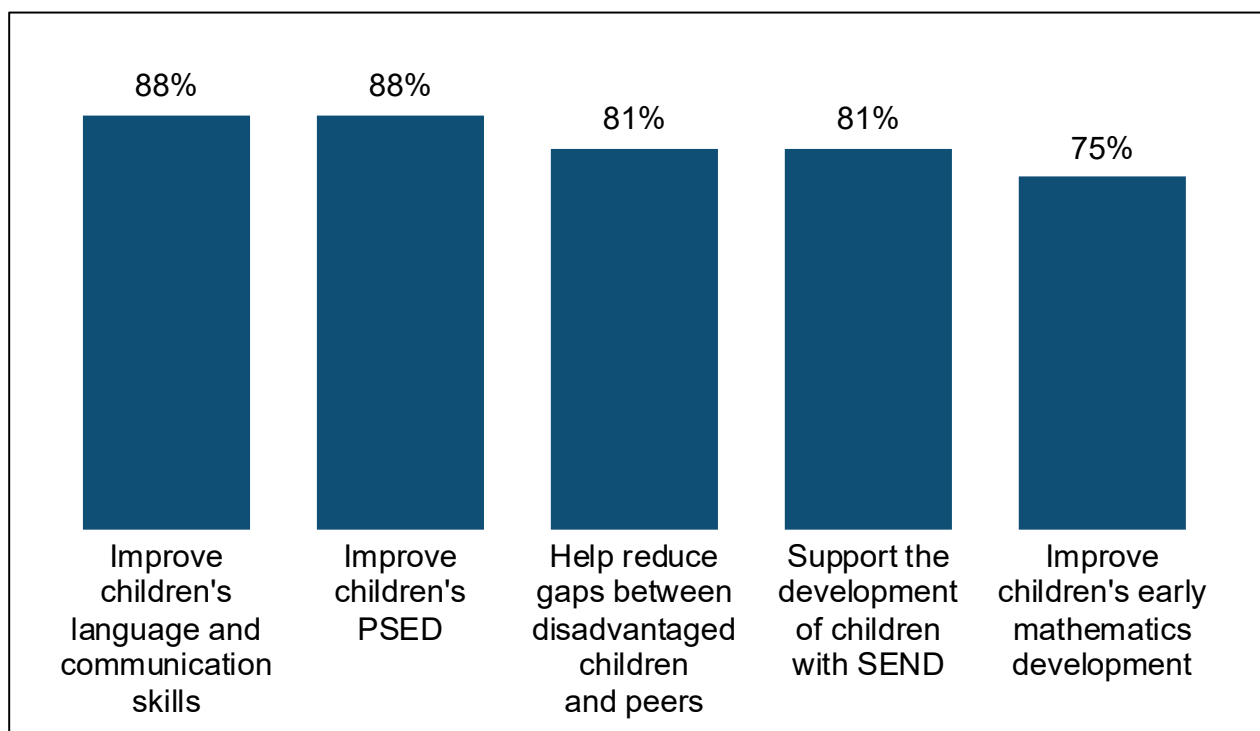 88%
88%
81%
81%
75%
Improve
children's
language and
communication
skills
Improve
children's
PSED
Help reduce
gaps between
disadvantaged
children
and peers
Support the
development
of children
with SEND
Improve
children's early
mathematics
development